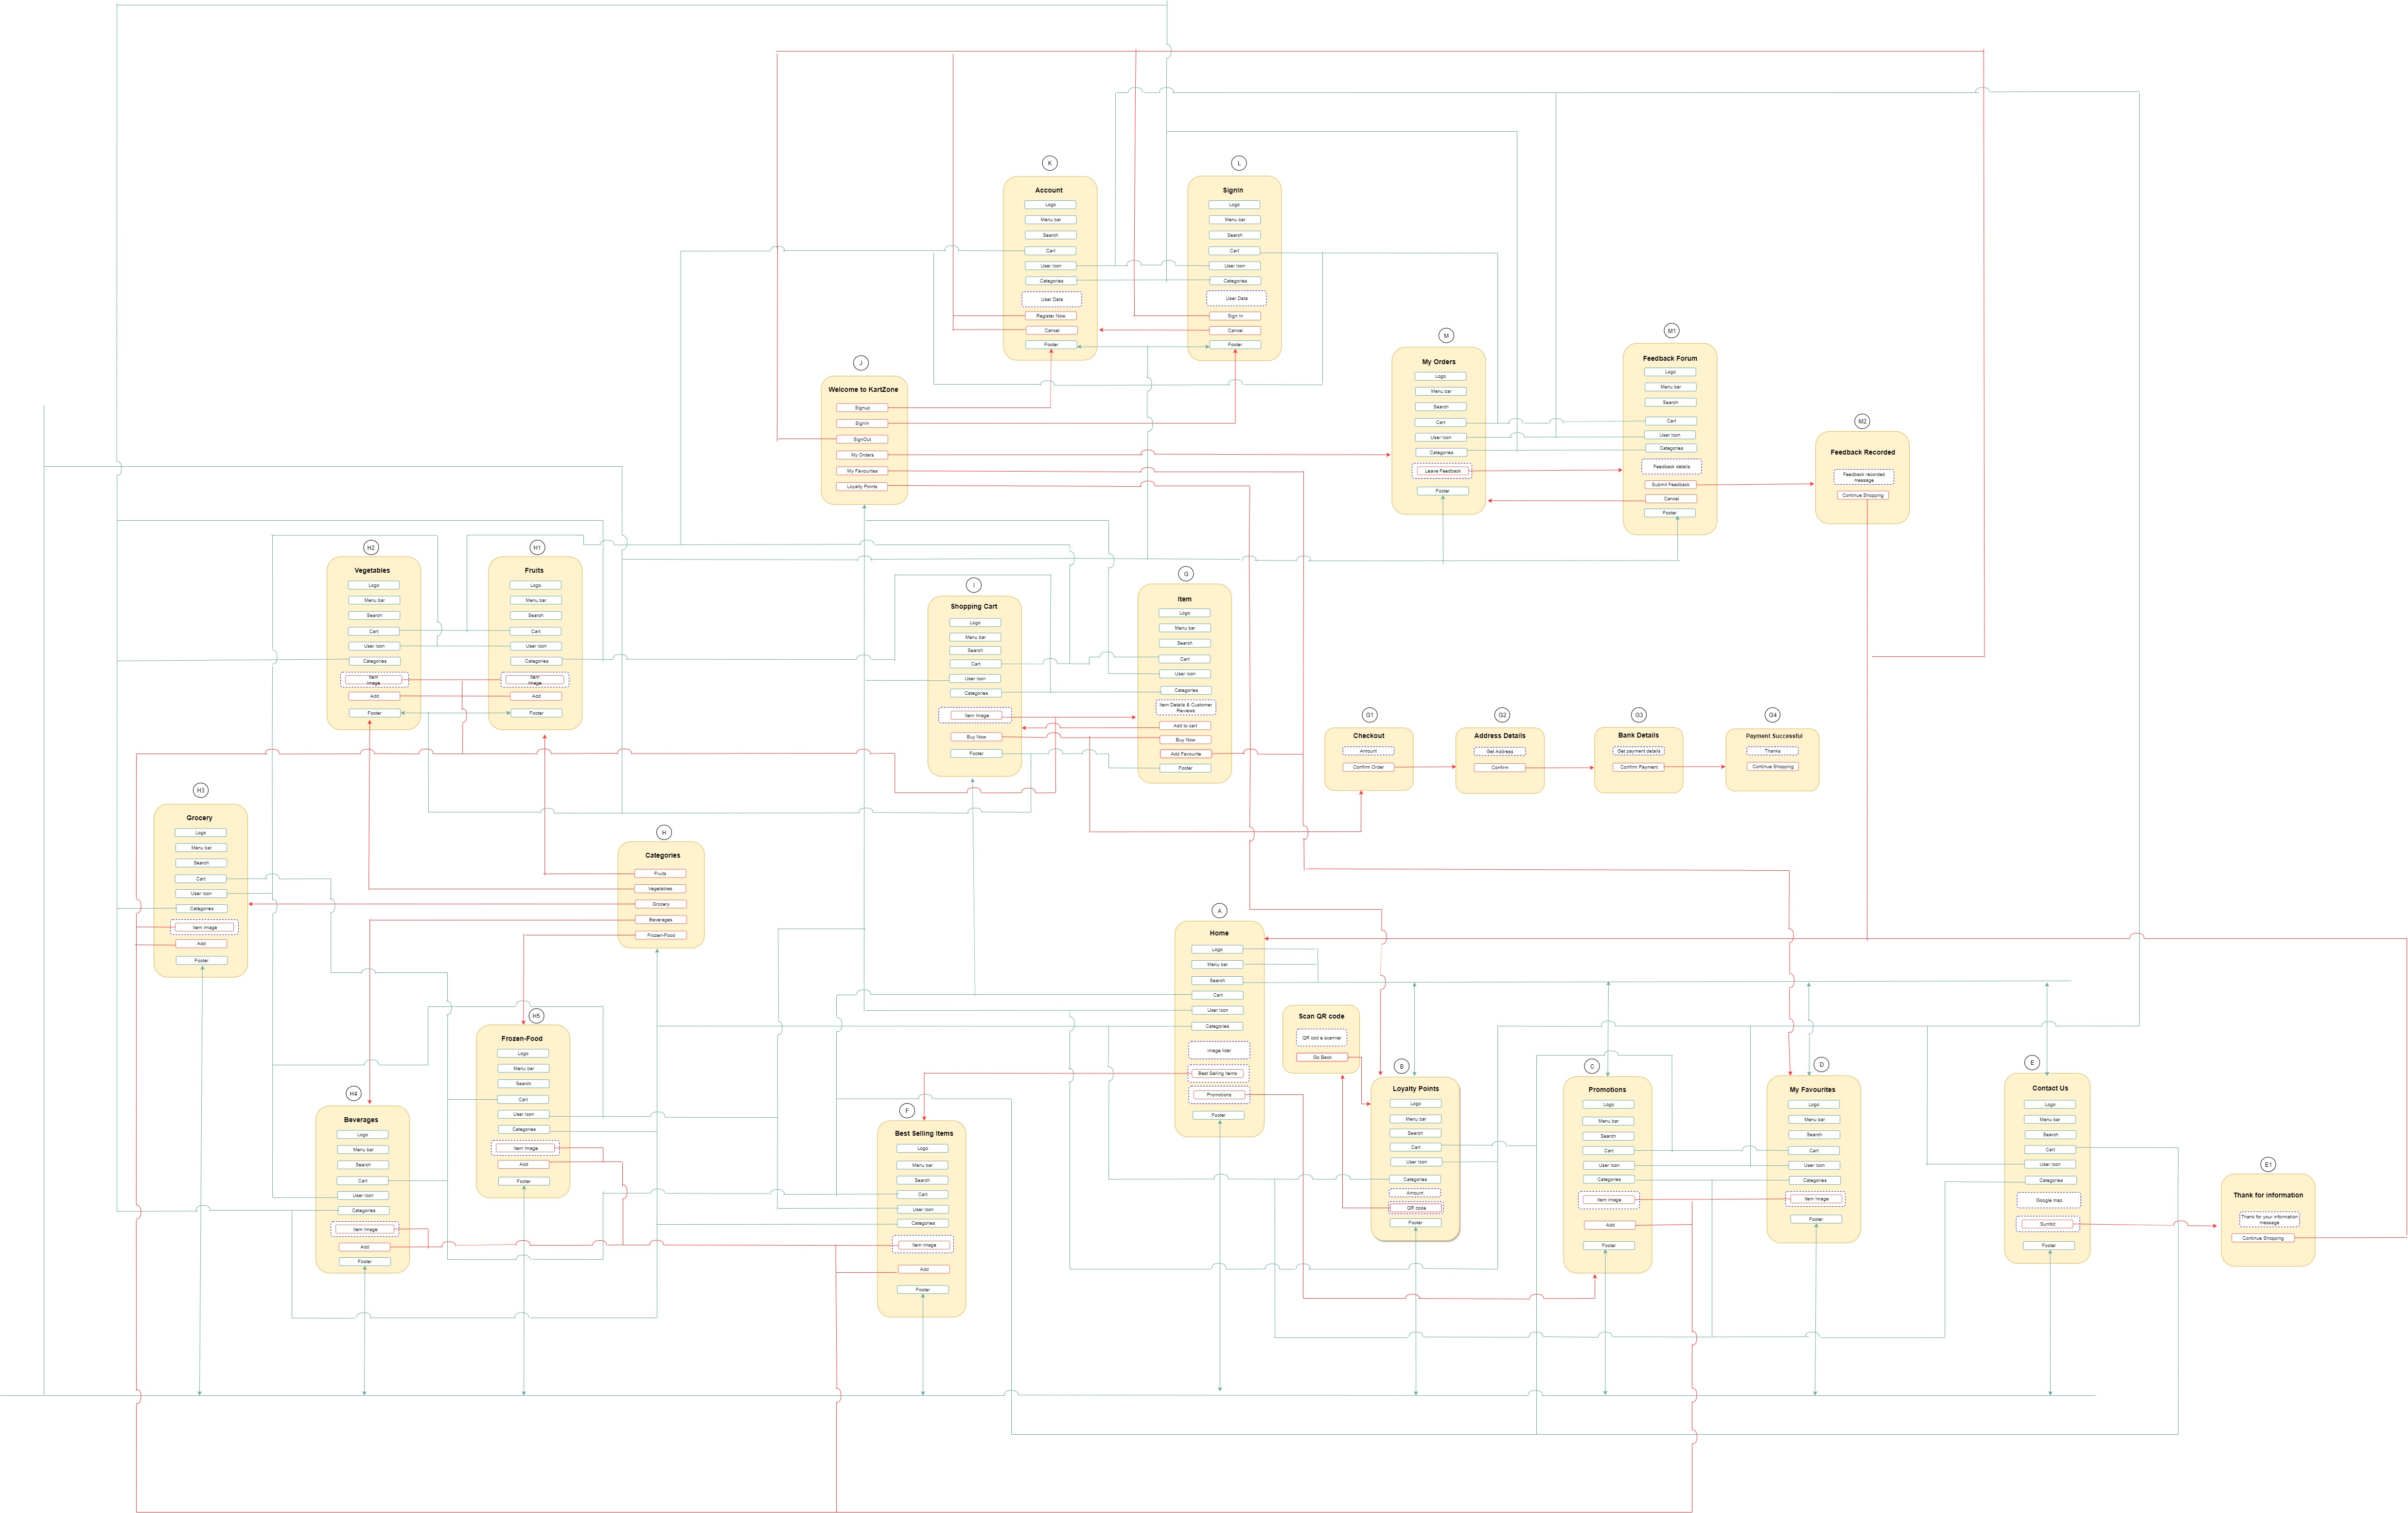 K
Account
Logo
Menu bar
Search
Cart
User Icon
Categories
User Data
Register Now
Cancel
Footer
L
SignIn
Logo
Menu bar
Search
Cart
User Icon
Categories
User Data
Sign In
Cancel
Footer
J
Welcome to KartZone
Signup
SignIn
SignOut
My Orders
My Favourites
Loyalty Points
M
My Orders
Logo
Menu bar
Search
Cart
User Icon
Categories
Leave Feedback
Footer
M1
Feedback Forum
Logo
Menu bar
Search
Cart
User Icon
Categories
Feedback details
Submit Feedback
Cancel
Footer
M2
Feedback Recorded
Feedback recorded
message
Continue Shopping
H2
Vegetables
Logo
Menu bar
Search
Cart
User Icon
Categories
Item
Image
Add
Footer
H1
Fruits
Logo
Menu bar
Search
Cart
User Icon
Categories
Item
Image
Add
Footer
I
Shopping Cart
Logo
Menu bar
Search
Cart
User Icon
Categories
Item Image
Buy Now
Footer
G
Item
Logo
Menu bar
Search
Cart
User Icon
Categories
Item Details & Customer
Reviews
Add to cart
Buy Now
Add Favourite
Footer
G1
Checkout
Amount
Confirm Order
G2
Address Details
Get Address
Confirm
G3
Bank Details
Get payment details
Confirm Payment
G4
Payment Successful
Thanks
Continue Shopping
H3
Grocery
Logo
Menu bar
Search
Cart
User Icon
Categories
Item Image
Add
Footer
H
Categories
Fruits
Vegetables
Grocery
Beverages
Frozen-Food
A
Home
Logo
Menu bar
Search
Cart
User Icon
Categories
image lider
Best Selling Items
Promotions
Footer
Scan QR code
QR cod e scanner
Go Back
H5
Frozen-Food
Logo
Menu bar
Search
Cart
User Icon
Categories
Item Image
Add
Footer
H4
Beverages
Logo
Menu bar
Search
Cart
User Icon
Categories
Item Image
Add
Footer
F
Best Selling Items
Logo
Menu bar
Search
Cart
User Icon
Categories
Item image
Add
Footer
B
Loyalty Points
Logo
Menu bar
Search
Cart
User Icon
Categories
Amount
QR code
Footer
C
Promotions
Logo
Menu bar
Search
Cart
User Icon
Categories
Item image
Add
Footer
D
My Favourites
Logo
Menu bar
Search
Cart
User Icon
Categories
Item Image
Footer
E
Contact Us
Logo
Menu bar
Search
Cart
User Icon
Categories
Google map
Sumbit
Footer
E1
Thank for information
Thank for your information
message
Continue Shopping